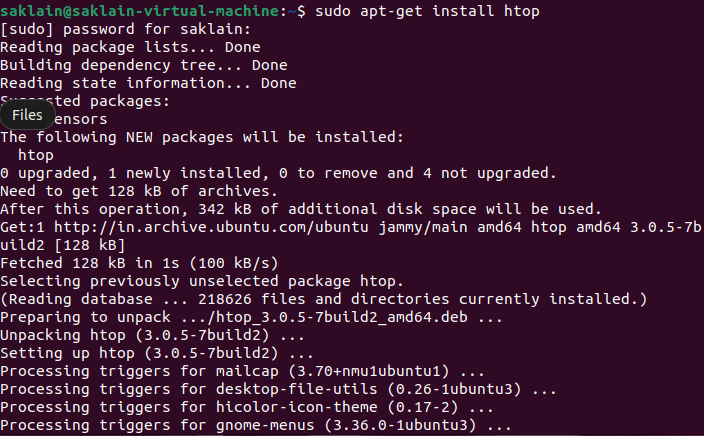 saklain@saklain-virtual-machine:~$ sudo apt-get install htop
[sudo] password for saklain:
Reading package lists... Done
Building dependency tree... Done
Reading state information... Done
packages:
Files
ensors
The following NEW packages will be installed:
  htop
0 upgraded, 1 newly installed, 0 to remove and 4 not upgraded.
Need to get 128 kB of archives.
After this operation, 342 kB of additional disk space will be used.
Get:1 http://in.archive.ubuntu.com/ubuntu jammy/main amd64 htop amd64 3.0.5-7b
uild2 [128 kB]
Fetched 128 kB in 1s (100 kB/s)
Selecting previously unselected package htop.
(Reading database ... 218626 files and directories currently installed.)
Preparing to unpack .../htop_3.0.5-7build2_amd64.deb ...
Unpacking htop (3.0.5-7build2) ...
Setting up htop (3.0.5-7build2) ...
Processing triggers for mailcap (3.70+nmu1ubuntu1) ...
Processing triggers for desktop-file-utils (0.26-1ubuntu3) ...
Processing triggers for hicolor-icon-theme (0.17-2) ...
Processing triggers for gnome-menus (3.36.0-1ubuntu3) ...